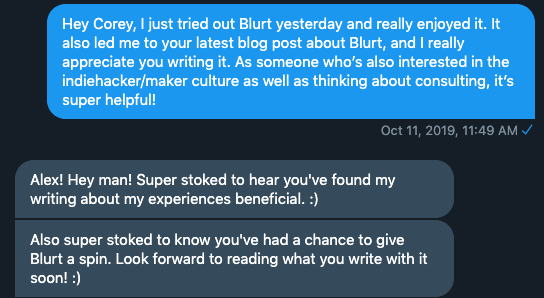 Hey Corey, I just tried out Blurt yesterday and really enjoyed it. It
also led me to your latest blog post about Blurt, and I really
appreciate you writing it. As someone who’s also interested in the
indiehacker/maker culture as well as thinking about consulting, it’s
super helpful!
Oct 11, 2019, 11:49 AM
Alex! Hey man! Super stoked to hear you've found my
writing about my experiences beneficial. :)
Also super stoked to know you've had a chance to give
Blurt a spin. Look forward to reading what you write with it
soon! :)